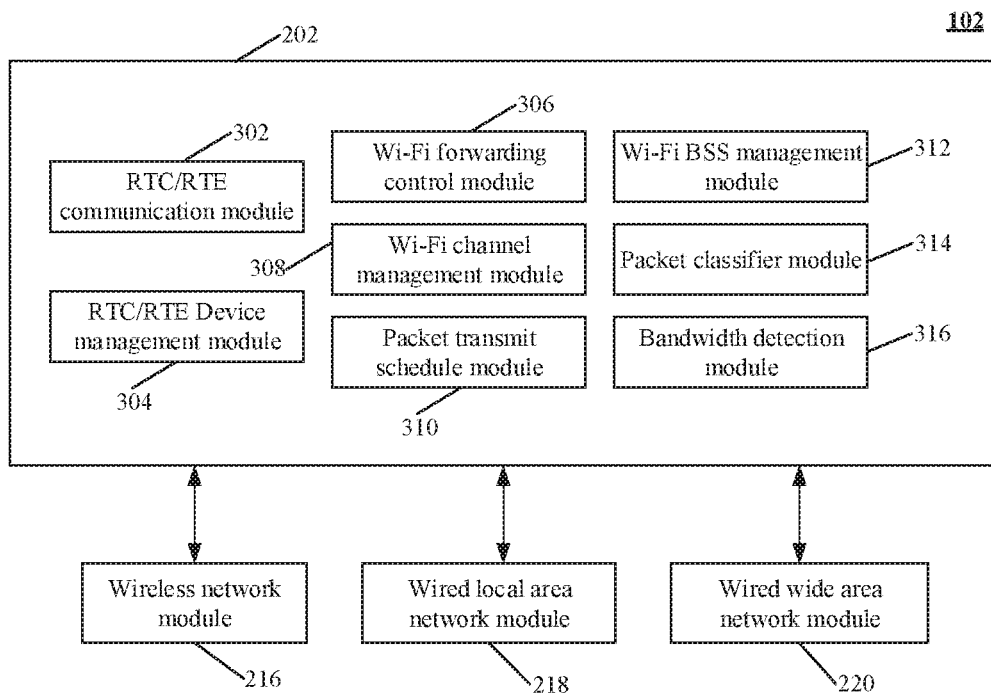 102
202
302
RTC/RTE
communication module
304
RTC/RTE Device
management module
306
Wi-Fi forwarding
control module
308
Wi-Fi channel
management module
Packet transmit
schedule module
310
Wi-Fi BSS management
module
312
Packet classifier module
314
Bandwidth detection
module
316
Wireless network
module
216
Wired local area
network module
218
Wired wide area
network module
220